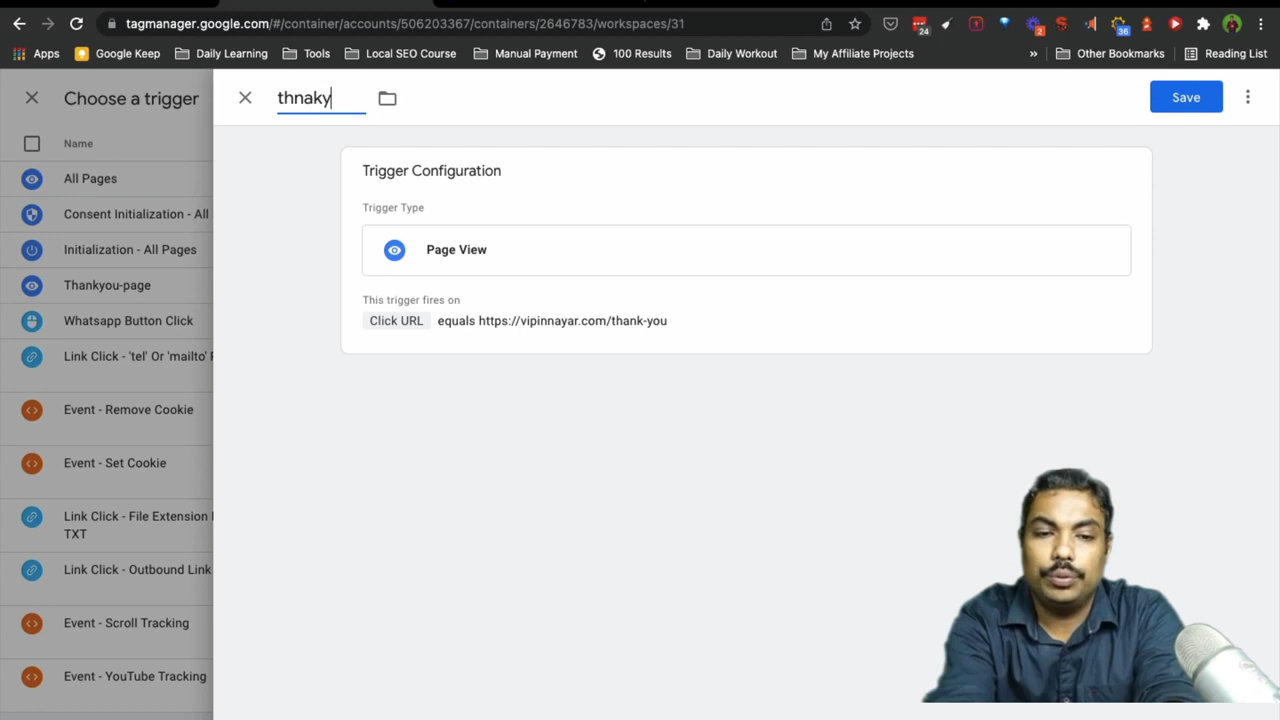 tagmanager.google.com/#/container/accounts/506203367/containers/2646783/workspaces/31
24
2
36
Apps
Google Keep
Daily Learning
Tools
Local SEO Course
Manual Payment
100 Results
Daily Workout
My Affiliate Projects
»
Other Bookmarks
Reading List
Choose a trigger
thnaky
Save
Name
All Pages
Consent Initialization - All
Initialization - All Pages
Thankyou-page
Whatsapp Button Click
Link Click - 'tel' Or 'mailto'
Event - Remove Cookie
Event - Set Cookie
Link Click - File Extension
TXT
Link Click - Outbound Link
Event - Scroll Tracking
Event - YouTube Tracking
Trigger Configuration
Trigger Type
Page View
This trigger fires on
Click URL equals https://vipinnayar.com/thank-you